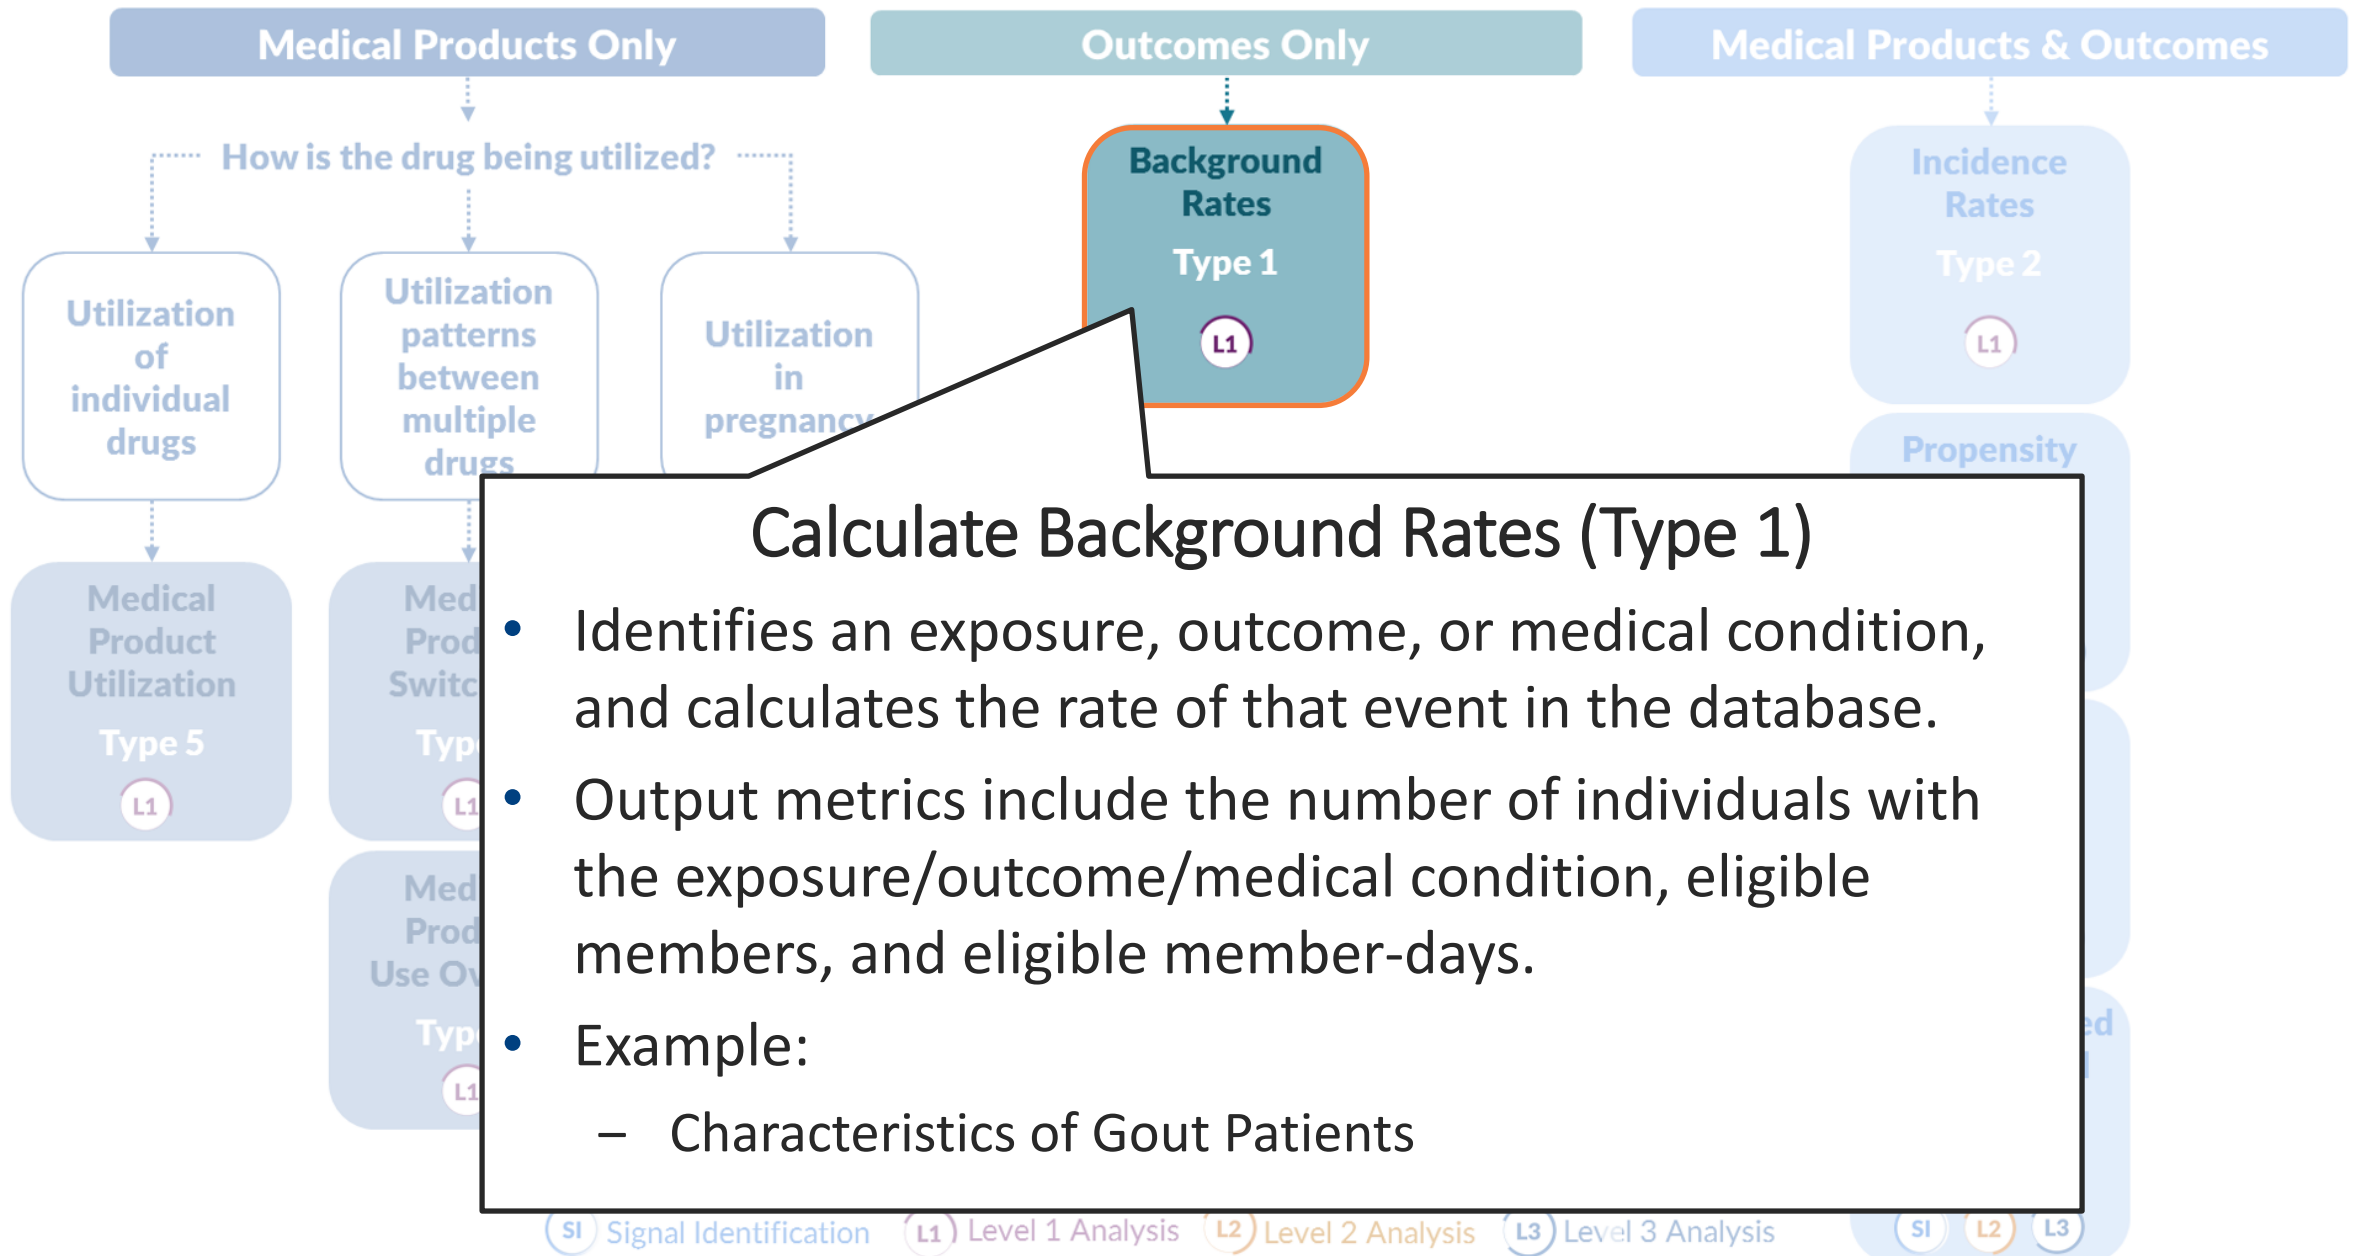 Medical Products Only
Outcomes Only
Medical Products & Outcomes
How is the drug being utilized?
Utilization
of
individual
drugs
Utilization
patterns
between
multiple
drugs
Utilization
in
pregnancy
Background
Rates
Type 1
L1
Incidence
Rates
Type 2
L1
Propensity
Medical
Product
Utilization
Type 5
L1
L1
L1
Calculate Background Rates (Type 1)
• Identifies an exposure, outcome, or medical condition,
and calculates the rate of that event in the database.
• Output metrics include the number of individuals with
the exposure/outcome/medical condition, eligible
members, and eligible member-days.
• Example:
– Characteristics of Gout Patients
SI Signal Identification L1 Level 1 Analysis L2 Level 2 Analysis L3 Level 3 Analysis
SI L2 L3